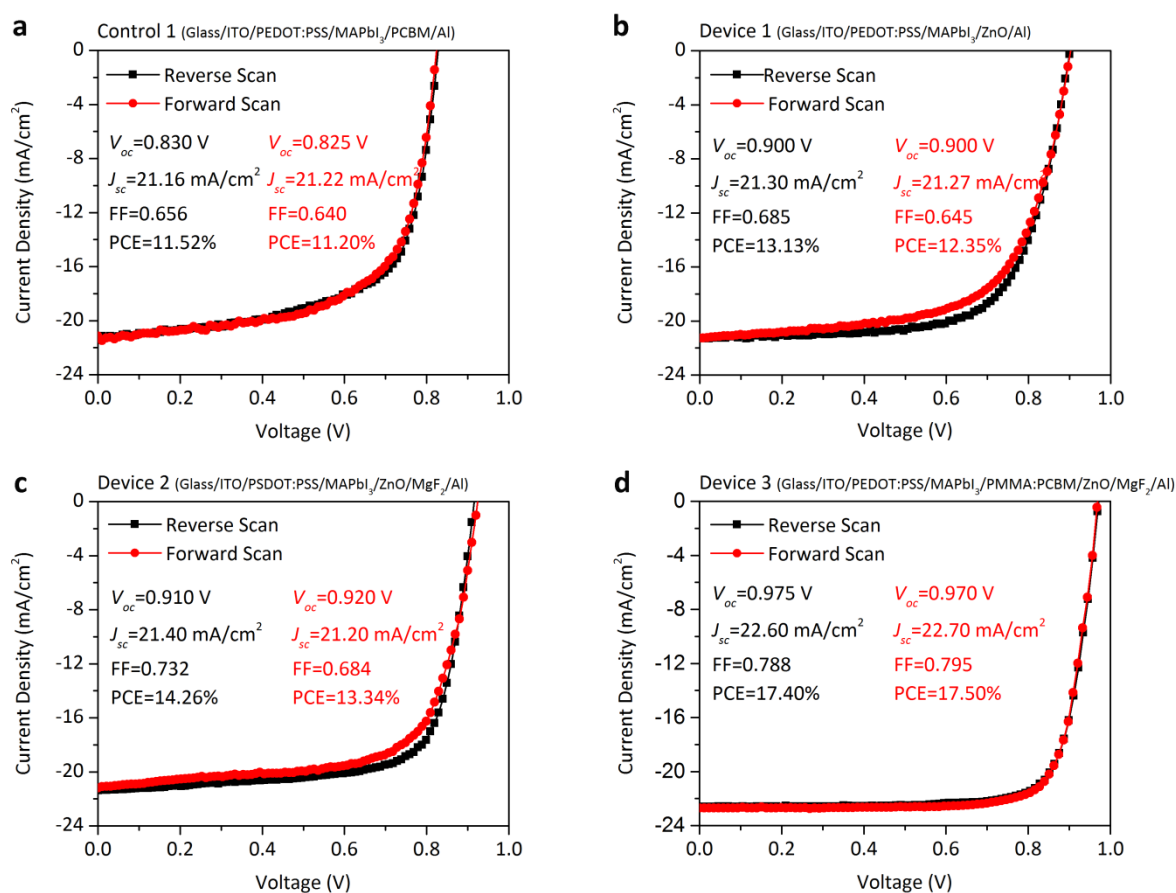 a Control 1 (Glass/ITO/PEDOT:PSS/MAPbI₃/PCBM/Al)
0
-4
-8
-12
-16
-20
-24
Current Density (mA/cm²)
Reverse Scan
Forward Scan
Voc=0.830 V Voc=0.825 V
Jsc=21.16 mA/cm² Jsc=21.22 mA/cm²
FF=0.656 FF=0.640
PCE=11.52% PCE=11.20%
0.0 0.2 0.4 0.6 0.8 1.0
Voltage (V)
b Device 1 (Glass/ITO/PEDOT:PSS/MAPbI₃/ZnO/Al)
0
-4
-8
-12
-16
-20
-24
Currenr Density (mA/cm²)
Reverse Scan
Forward Scan
Voc=0.900 V Voc=0.900 V
Jsc=21.30 mA/cm² Jsc=21.27 mA/cm²
FF=0.685 FF=0.645
PCE=13.13% PCE=12.35%
0.0 0.2 0.4 0.6 0.8 1.0
Voltage (V)
c Device 2 (Glass/ITO/PSDOT:PSS/MAPbI₃/ZnO/MgF₂/Al)
0
-4
-8
-12
-16
-20
-24
Current Density (mA/cm²)
Reverse Scan
Forward Scan
Voc=0.910 V Voc=0.920 V
Jsc=21.40 mA/cm² Jsc=21.20 mA/cm²
FF=0.732 FF=0.684
PCE=14.26% PCE=13.34%
0.0 0.2 0.4 0.6 0.8 1.0
Voltage (V)
d Device 3 (Glass/ITO/PEDOT:PSS/MAPbI₃/PMMA:PCBM/ZnO/MgF₂/Al)
0
-4
-8
-12
-16
-20
-24
Current Density (mA/cm²)
Reverse Scan
Forward Scan
Voc=0.975 V Voc=0.970 V
Jsc=22.60 mA/cm² Jsc=22.70 mA/cm²
FF=0.788 FF=0.795
PCE=17.40% PCE=17.50%
0.0 0.2 0.4 0.6 0.8 1.0
Voltage (V)